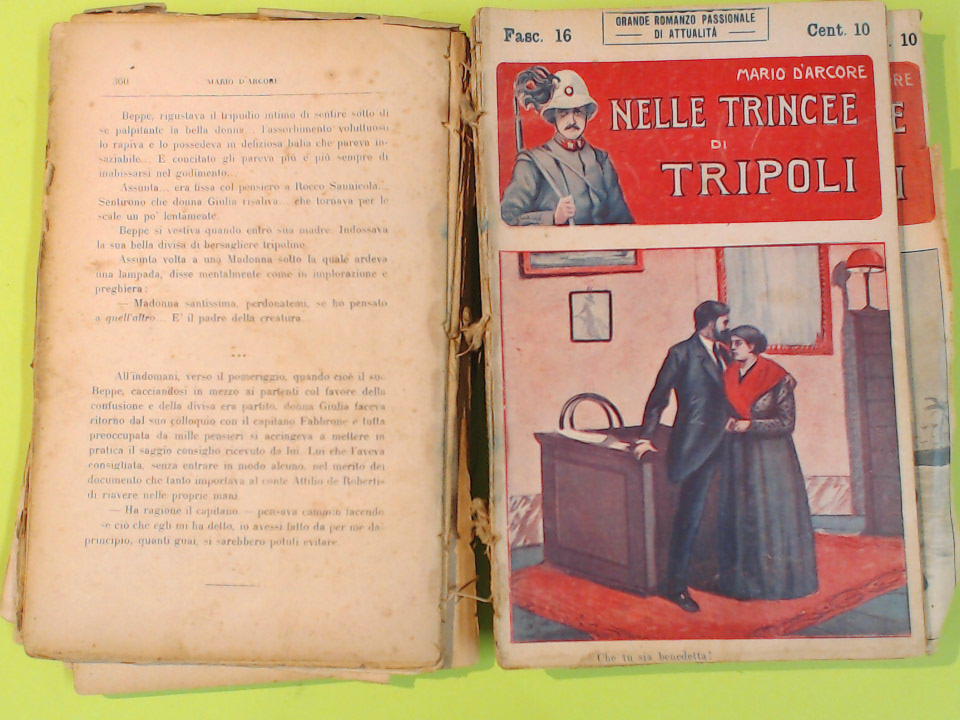 360 MARIO D'ARCORE
Beppe, rigustava il tripudio intimo di sentire sotto di
se palpitante la bella donna... l'assorbimento voluttuoso
lo rapiva e lo possedeva in deliziosa balia che pareva in-
saziabile... E concitato gli pareva più e più sempre di
inabissarsi nel godimento...
Assunta... era fissa col pensiero a Rocco Sannicola...
Sentirono che donna Giulia risaliva... che tornava per le
scale un po' lentamente.
Beppe si vestiva quando entrò sua madre. Indossava
la sua bella divisa di bersagliere tripolino.
Assunta volta a una Madonna sotto la quale ardeva
una lampada, disse mentalmente come in implorazione e
preghiera:
— Madonna santissima, perdonatemi, se ho pensato
a quell'altro... E' il padre della creatura.
***
All'indomani, verso il pomeriggio, quando cioè il suo
Beppe, cacciandosi in mezzo ai partenti col favore della
confusione e della divisa era partito, donna Giulia faceva
ritorno dal suo colloquio con il capitano Fabbrone e tutta
preoccupata da mille pensieri si accingeva a mettere in
pratica il saggio consiglio ricevuto da lui. Lui che l'aveva
consigliata, senza entrare in modo alcuno, nel merito dei
documento che tanto importava al conte Attilio de Robertis
di riavere nelle proprie mani.
— Ha ragione il capitano — pensava cammin facendo
se ciò che egli mi ha detto, io avessi fatto da per me da
principio, quanti guai, si sarebbero potuti evitare.
Fasc. 16
GRANDE ROMANZO PASSIONALE
DI ATTUALITÀ
Cent. 10
MARIO D'ARCORE
NELLE TRINCEE
DI
TRIPOLI
Che tu sia benedetta!
10
RE
E
I